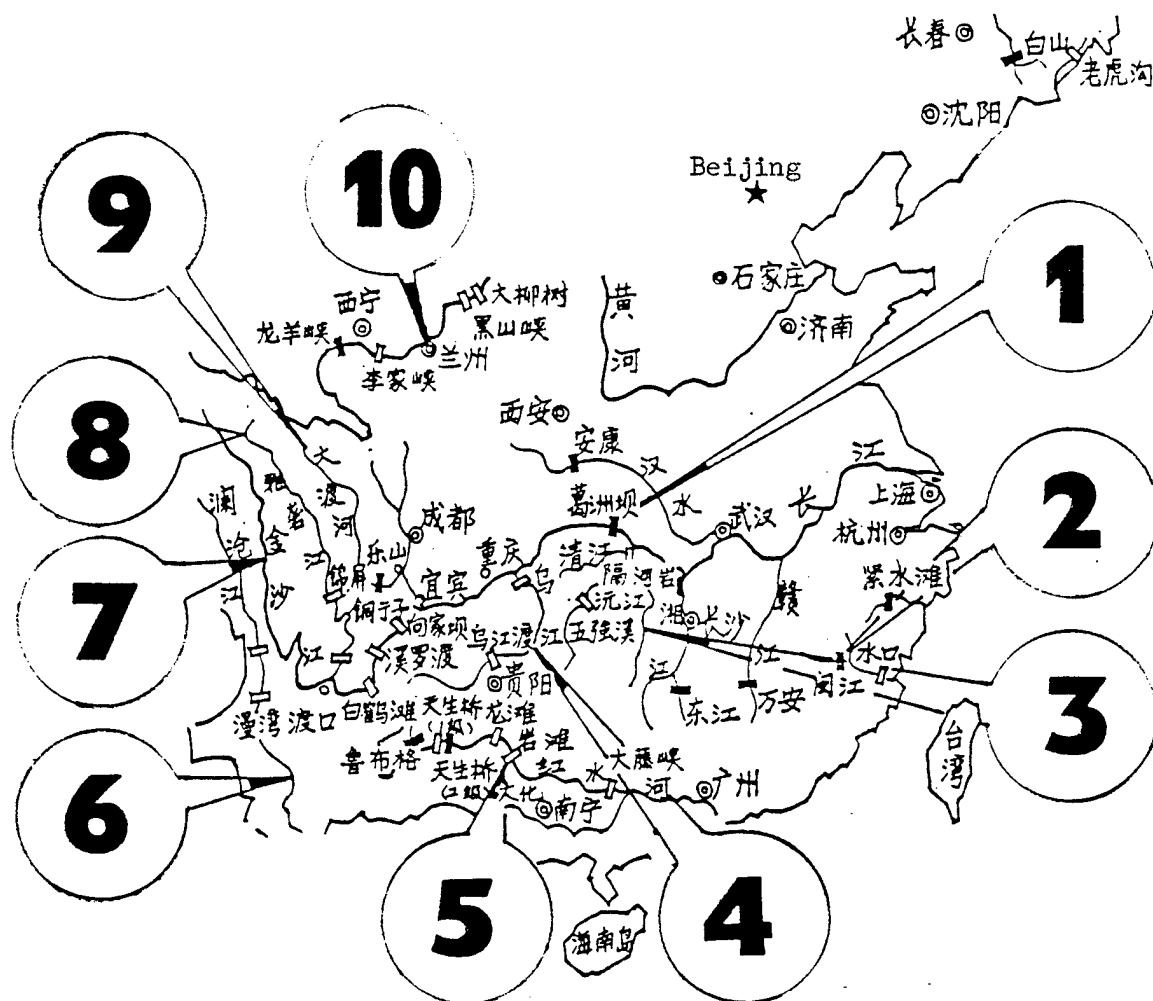 长春
白山
老虎沟
沈阳
Beijing
10
9
1
石家庄
大柳树
西宁
黄河
济南
黑山峡
龙羊峡
兰州
李家峡
西安
8
安康
汉水
长江
大渡河
雅砻江
澜沧江
金沙江
葛洲坝
上海
2
成都
武汉
杭州
乐山
重庆
清江
紧水滩
7
锦屏
宜宾
乌江
隔河岩
赣江
铜于子
沅江
湘江
长沙
向家坝
乌江渡
五强溪
水口
溪罗渡
闽江
3
贵阳
东江
万安
漫湾
渡口
白鹤滩
天生桥
龙滩
台湾
鲁布格
岩滩
大藤峡
6
天生桥
大化
红水河
广州
南宁
5
4
海南岛